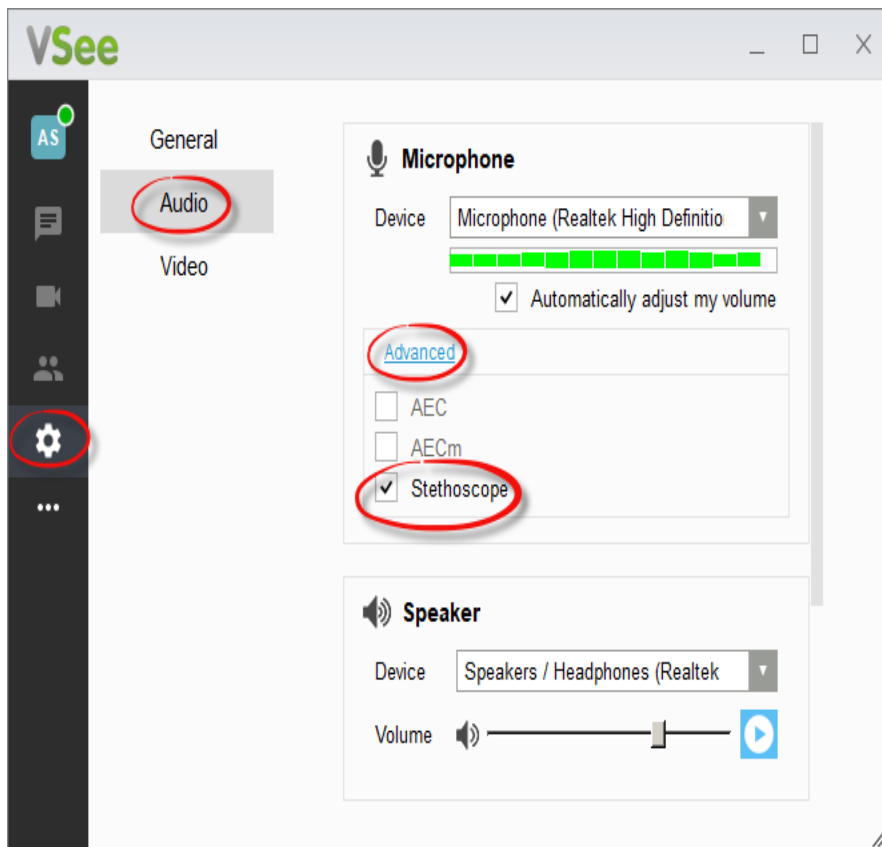 VSee
AS
General
Audio
Video
Microphone
Device Microphone (Realtek High Definitio
Automatically adjust my volume
Advanced
AEC
AECm
Stethoscope
Speaker
Device Speakers / Headphones (Realtek
Volume